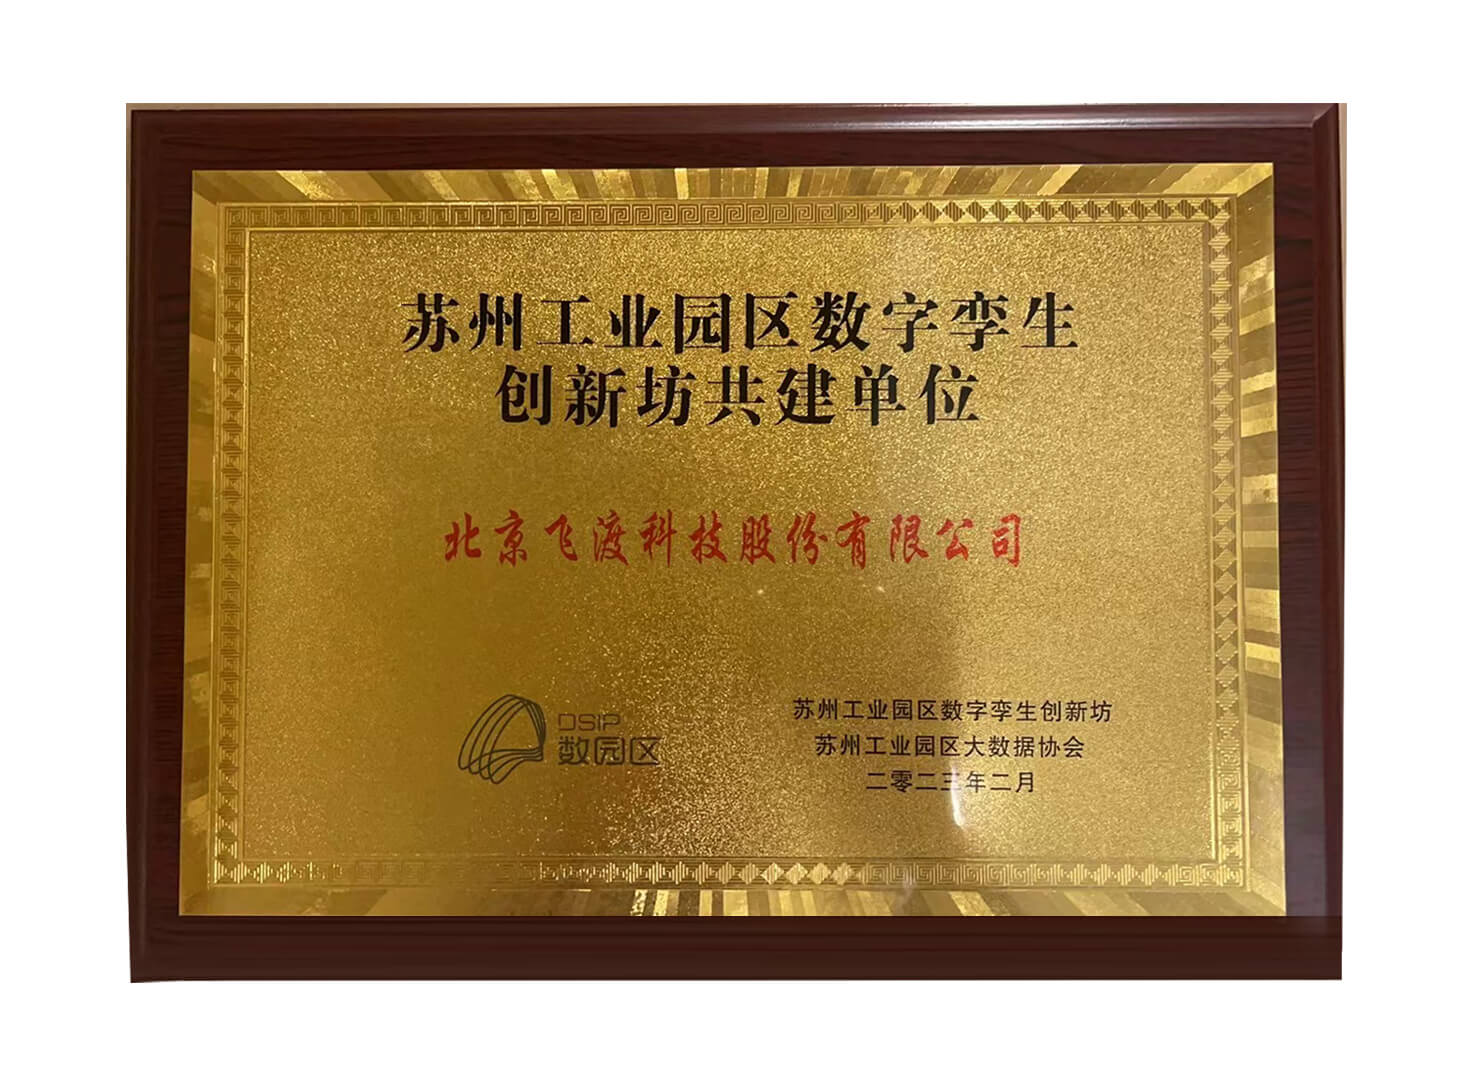 苏州工业园区数字孪生
创新坊共建单位
北京飞渡科技股份有限公司
DSIP
数园区
苏州工业园区数字孪生创新坊
苏州工业园区大数据协会
二零二三年二月